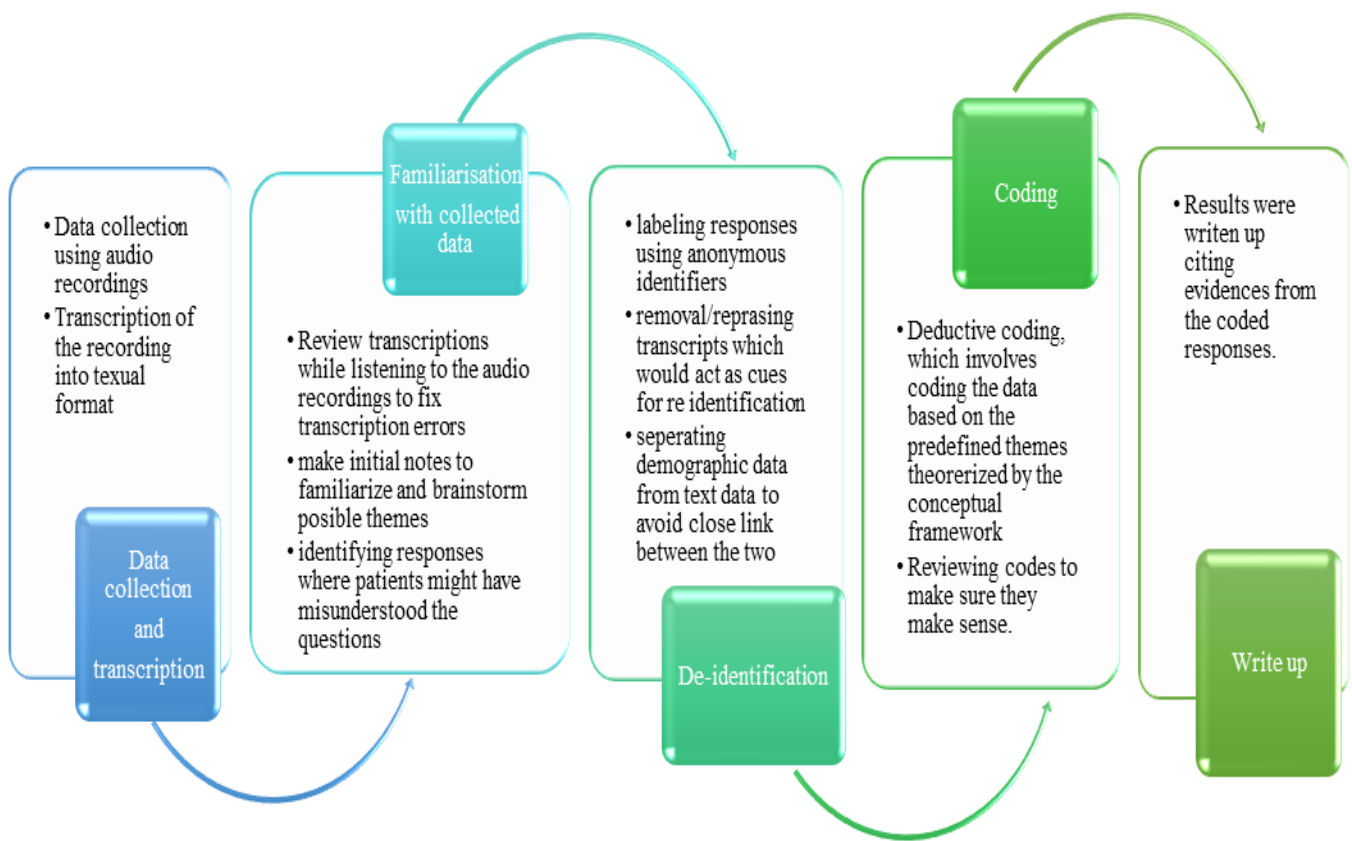 • Data collection
using audio
recordings
• Transcription of
the recording
into texual
format
Data
collection
and
transcription
Familiarisation
with collected
data
• Review transcriptions
while listening to the audio
recordings to fix
transcription errors
• make initial notes to
familiarize and brainstorm
posible themes
• identifying responses
where patients might have
misunderstood the
questions
• labeling responses
using anonymous
identifiers
• removal/reprasing
transcripts which
would act as cues
for re identification
• seperating
demographic data
from text data to
avoid close link
between the two
De-identification
Coding
• Deductive coding,
which involves
coding the data
based on the
predefined themes
theorerized by the
conceptual
framework
• Reviewing codes to
make sure they
make sense.
• Results were
writen up
citing
evidences from
the coded
responses.
Write up